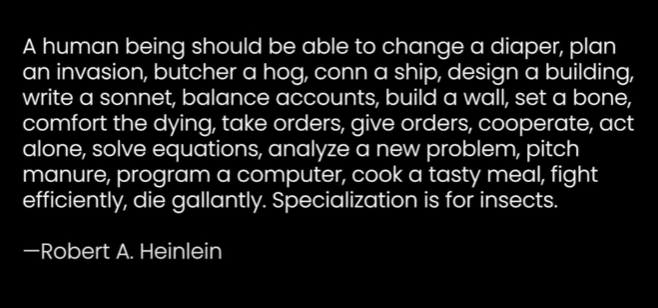 A human being should be able to change a diaper, plan
an invasion, butcher a hog, conn a ship, design a building,
write a sonnet, balance accounts, build a wall, set a bone,
comfort the dying, take orders, give orders, cooperate, act
alone, solve equations, analyze a new problem, pitch
manure, program a computer, cook a tasty meal, fight
efficiently, die gallantly. Specialization is for insects.
—Robert A. Heinlein